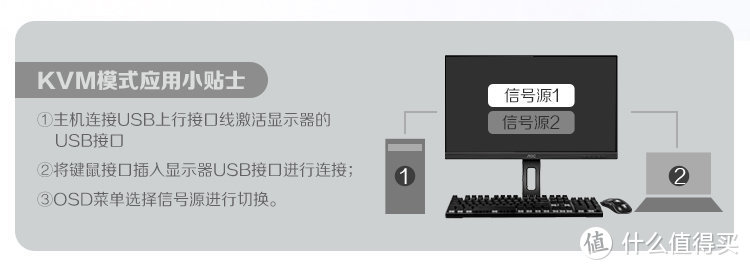 KVM模式应用小贴士
①主机连接USB上行接口线激活显示器的
USB接口
②将键鼠接口插入显示器USB接口进行连接；
③OSD菜单选择信号源进行切换。
信号源1
信号源2
AOC
1
2
值 什么值得买